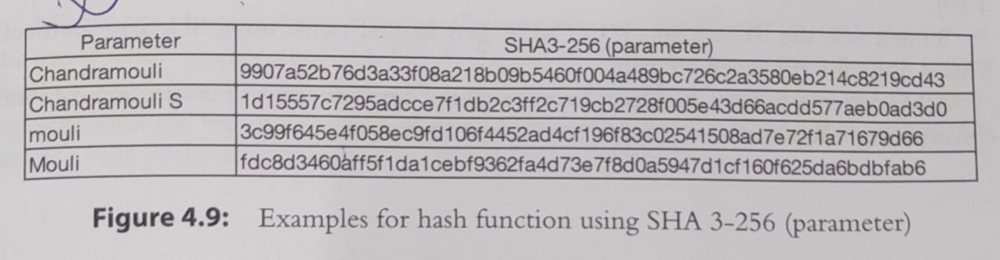 Parameter SHA3-256 (parameter)
Chandramouli 9907a52b76d3a33f08a218b09b5460f004a489bc726c2a3580eb214c8219cd43
Chandramouli S 1d15557c7295adcce7f1db2c3ff2c719cb2728f005e43d66acdd577aeb0ad3d0
mouli 3c99f645e4f058ec9fd106f4452ad4cf196f83c02541508ad7e72f1a71679d66
Mouli fdc8d3460aff5f1da1cebf9362fa4d73e7f8d0a5947d1cf160f625da6bdbfab6
Figure 4.9: Examples for hash function using SHA 3-256 (parameter)